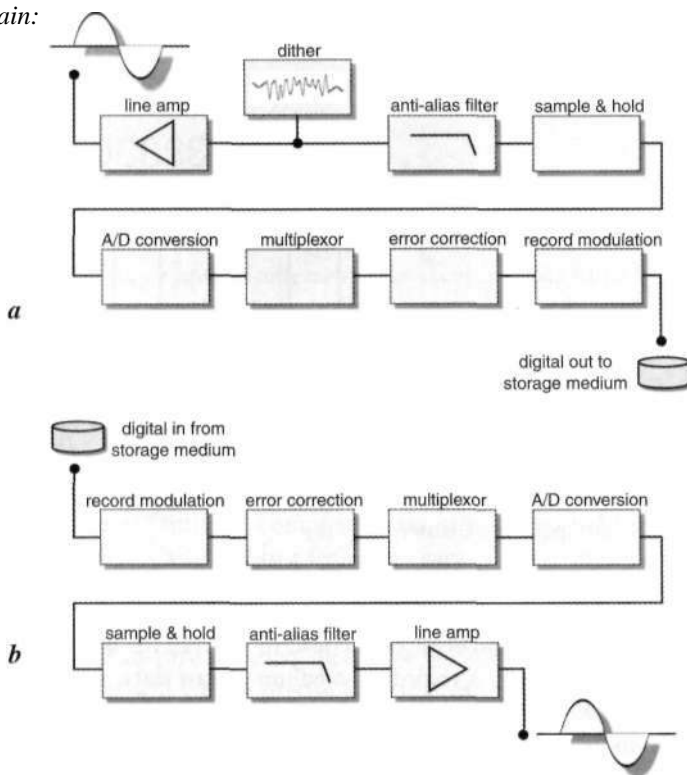 ain:
dither
line amp
anti-alias filter
sample & hold
A/D conversion
multiplexor
error correction
record modulation
a
digital out to
storage medium
digital in from
storage medium
record modulation
error correction
multiplexor
A/D conversion
sample & hold
anti-alias filter
line amp
b